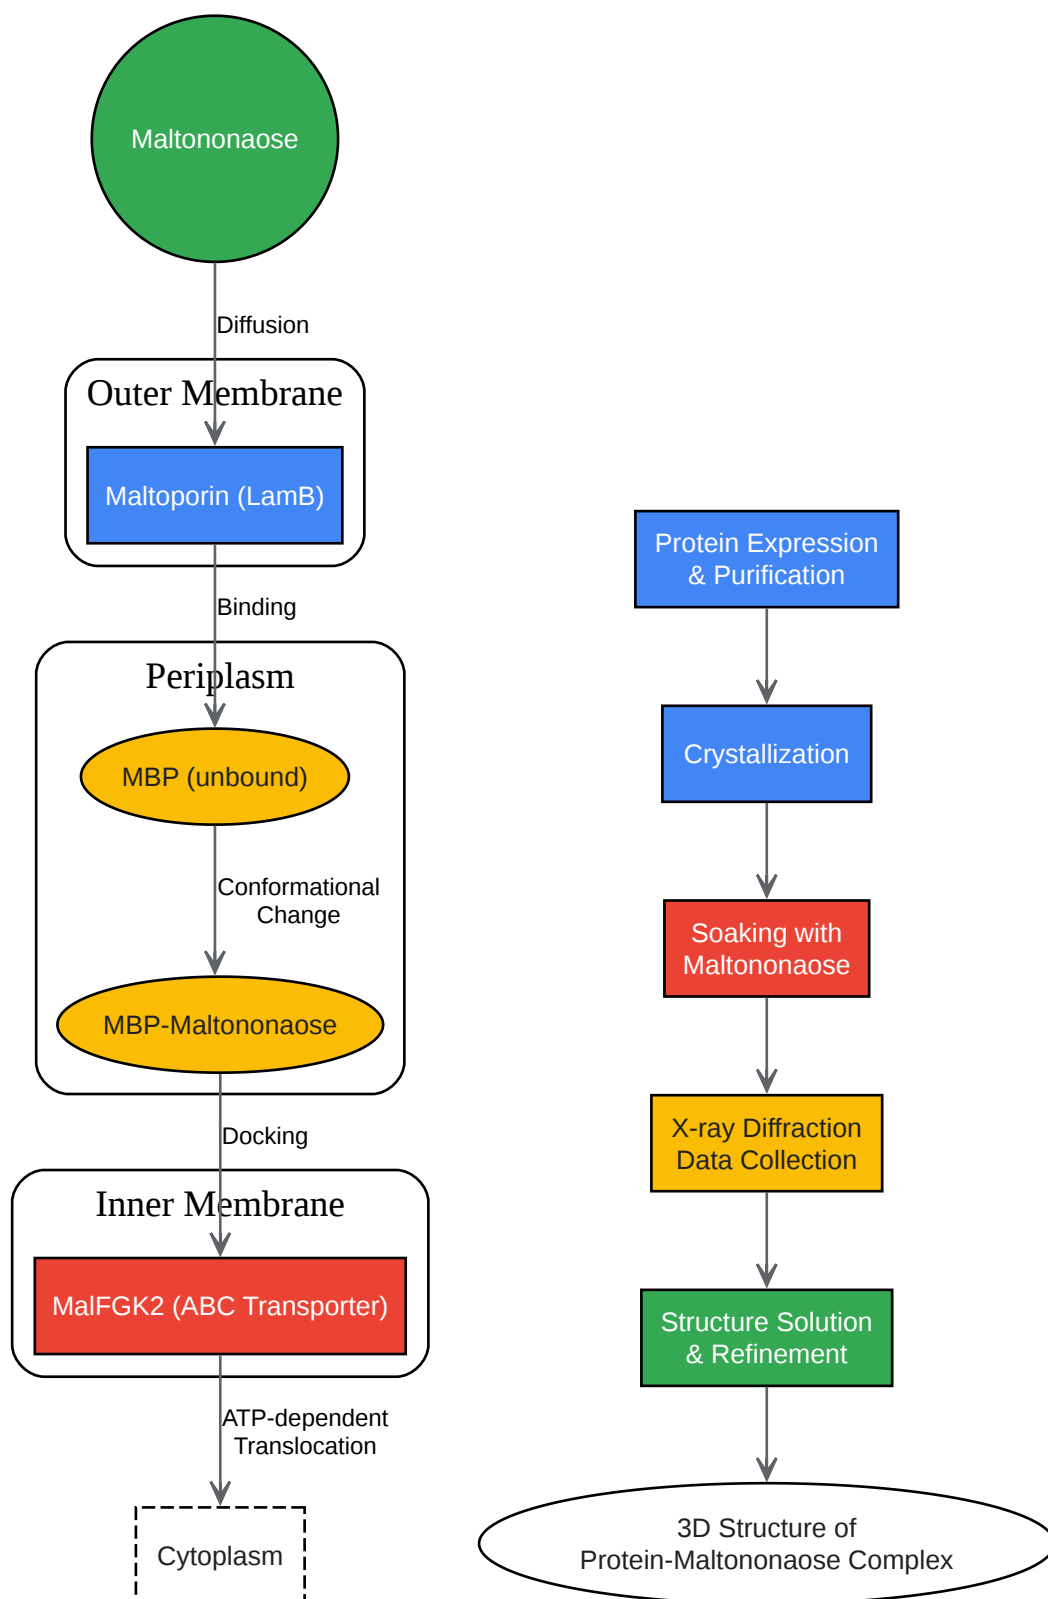 Maltononaose
Diffusion
Outer Membrane
Maltoporin (LamB)
Binding
Periplasm
MBP (unbound)
Conformational
Change
MBP-Maltononaose
Docking
Inner Membrane
MalFGK2 (ABC Transporter)
ATP-dependent
Translocation
Cytoplasm
Protein Expression
& Purification
Crystallization
Soaking with
Maltononaose
X-ray Diffraction
Data Collection
Structure Solution
& Refinement
3D Structure of
Protein-Maltononaose Complex